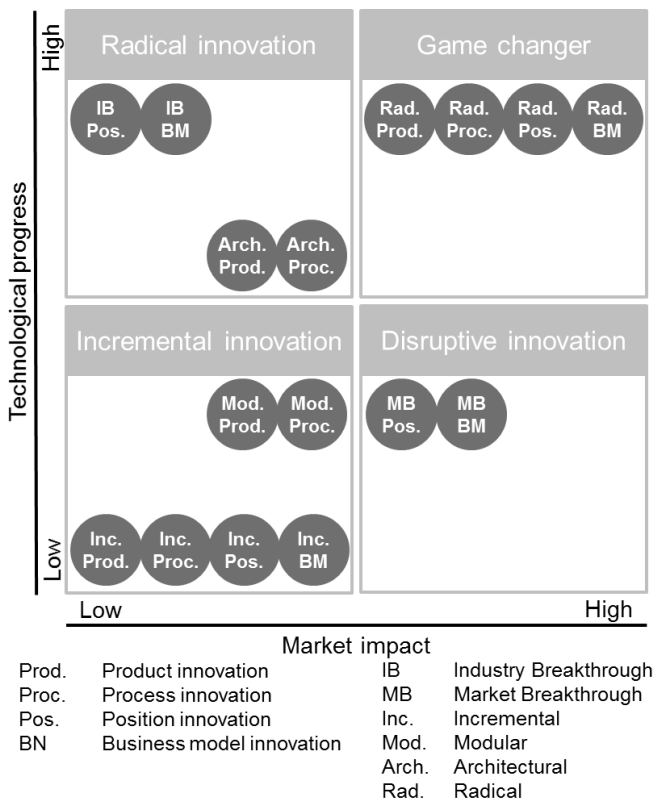 High
Technological progress
Low
Radical innovation
IB
Pos.
IB
BM
Arch.
Prod.
Arch.
Proc.
Game changer
Rad.
Prod.
Rad.
Proc.
Rad.
Pos.
Rad.
BM
Incremental innovation
Mod.
Prod.
Mod.
Proc.
Inc.
Prod.
Inc.
Proc.
Inc.
Pos.
Inc.
BM
Disruptive innovation
MB
Pos.
MB
BM
Low
High
Market impact
Prod. Product innovation
Proc. Process innovation
Pos. Position innovation
BN Business model innovation
IB Industry Breakthrough
MB Market Breakthrough
Inc. Incremental
Mod. Modular
Arch. Architectural
Rad. Radical